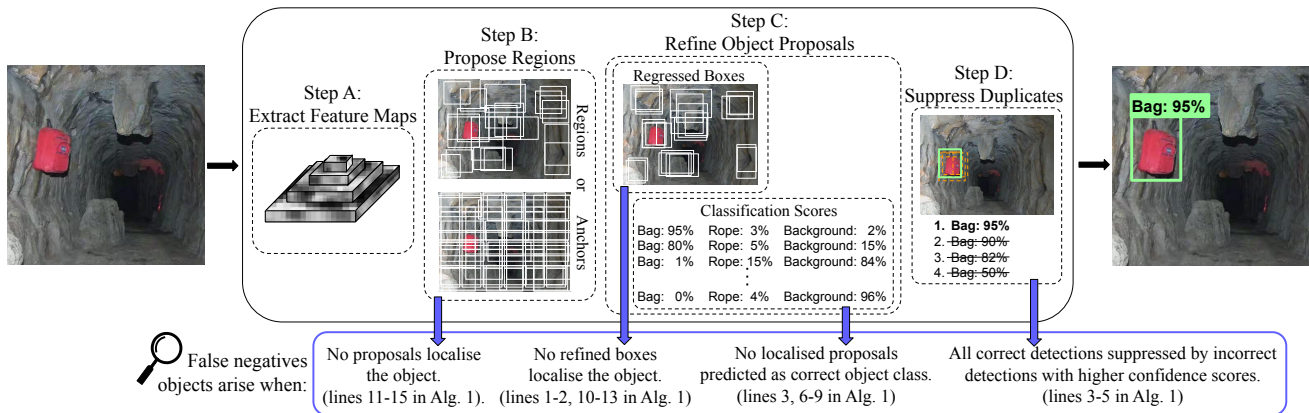 Step A:
Extract Feature Maps
Step B:
Propose Regions
Regions
or
Anchors
Step C:
Refine Object Proposals
Regressed Boxes
Classification Scores
Bag: 95% Rope: 3% Background: 2%
Bag: 80% Rope: 5% Background: 15%
Bag: 1% Rope: 15% Background: 84%
Bag: 0% Rope: 4% Background: 96%
Step D:
Suppress Duplicates
1. Bag: 95%
2. Bag: 90%
3. Bag: 82%
4. Bag: 50%
Bag: 95%
False negatives
objects arise when:
No proposals localise
the object.
(lines 11-15 in Alg. 1).
No refined boxes
localise the object.
(lines 1-2, 10-13 in Alg. 1)
No localised proposals
predicted as correct object class.
(lines 3, 6-9 in Alg. 1)
All correct detections suppressed by incorrect
detections with higher confidence scores.
(lines 3-5 in Alg. 1)